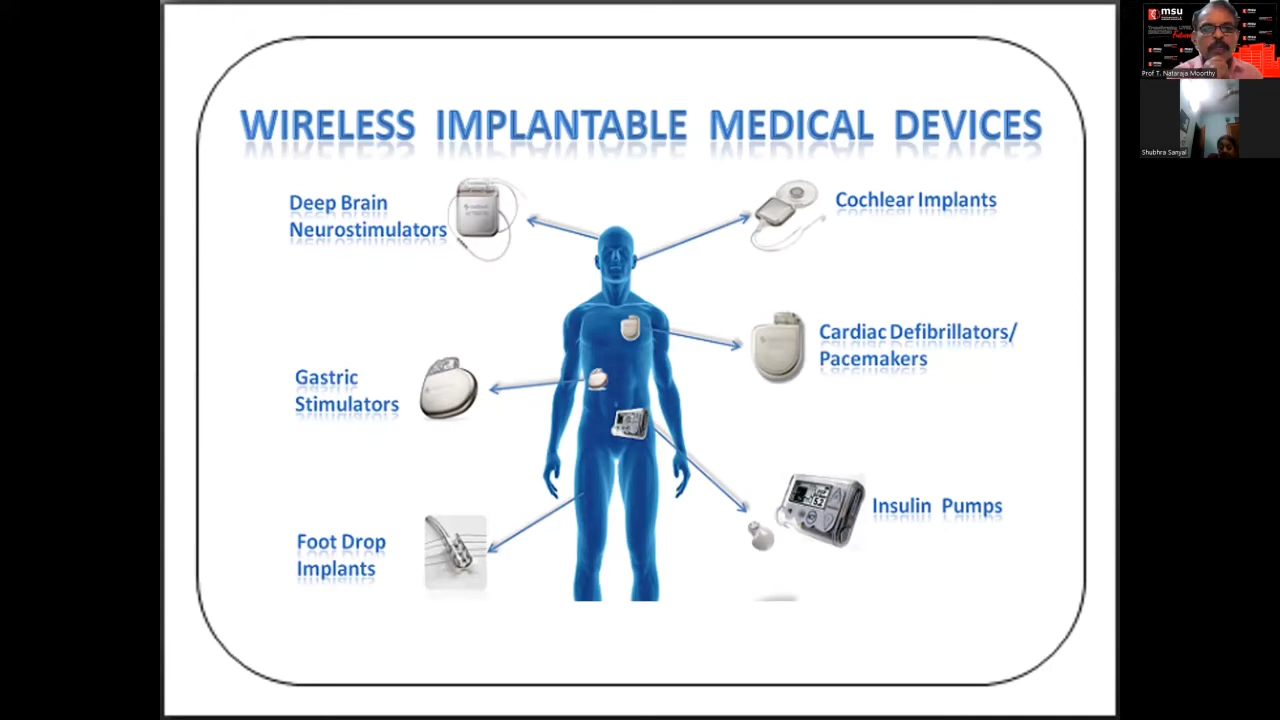 WIRELESS IMPLANTABLE MEDICAL DEVICES
Deep Brain
Neurostimulators
Cochlear Implants
Cardiac Defibrillators/
Pacemakers
Gastric
Stimulators
Insulin Pumps
Foot Drop
Implants
msu
Prof T. Nataraja Moorthy
Shubhra Sanyal